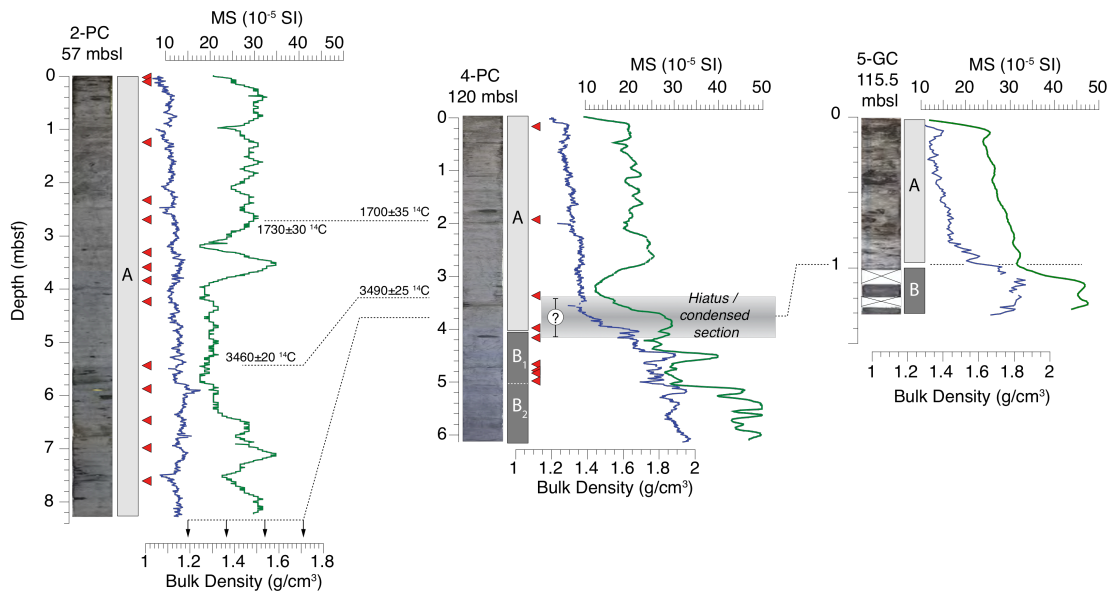 2-PC
57 mbsl
MS (10⁻⁵ SI)
10 20 30 40 50
Depth (mbsf)
0
1
2
3
4
5
6
7
8
A
1700±35 ¹⁴C
1730±30 ¹⁴C
3490±25 ¹⁴C
3460±20 ¹⁴C
1 1.2 1.4 1.6 1.8
Bulk Density (g/cm³)
4-PC
120 mbsl
MS (10⁻⁵ SI)
10 20 30 40 50
0
1
2
3
4
5
6
A
B₁
B₂
?
Hiatus /
condensed
section
1 1.2 1.4 1.6 1.8 2
Bulk Density (g/cm³)
5-GC
115.5
mbsl
MS (10⁻⁵ SI)
10 20 30 40 50
0
1
A
B
1 1.2 1.4 1.6 2
Bulk Density (g/cm³)